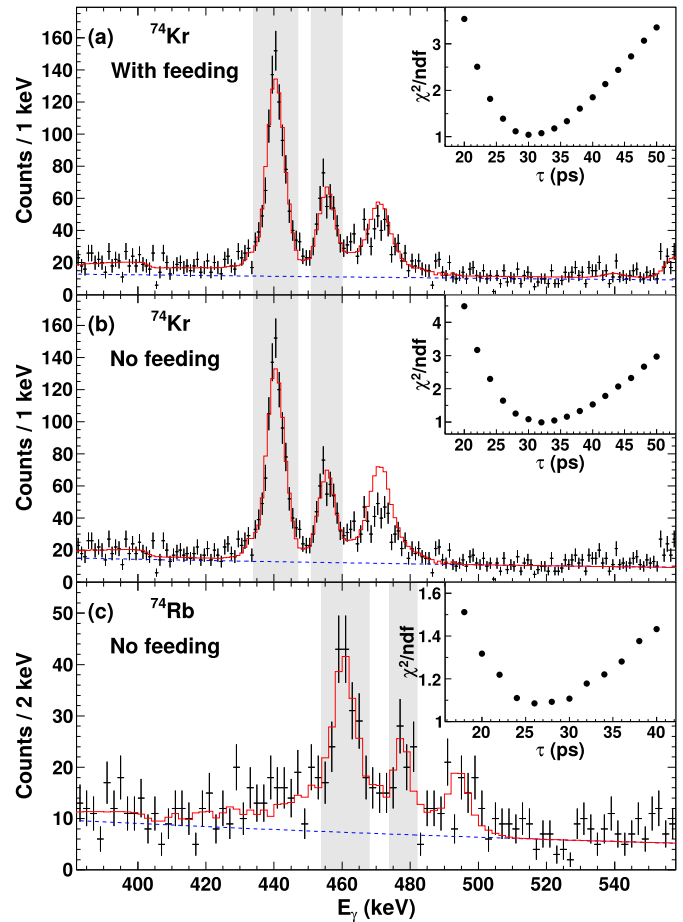 (a) ⁷⁴Kr
With feeding
Counts / 1 keV
0 20 40 60 80 100 120 140 160
χ²/ndf
1 2 3
20 25 30 35 40 45 50
τ (ps)
(b) ⁷⁴Kr
No feeding
Counts / 1 keV
0 20 40 60 80 100 120 140 160
χ²/ndf
1 2 3 4
20 25 30 35 40 45 50
τ (ps)
(c) ⁷⁴Rb
No feeding
Counts / 2 keV
0 10 20 30 40 50
χ²/ndf
1 1.2 1.4 1.6
20 25 30 35 40
τ (ps)
400 420 440 460 480 500 520 540
Eγ (keV)